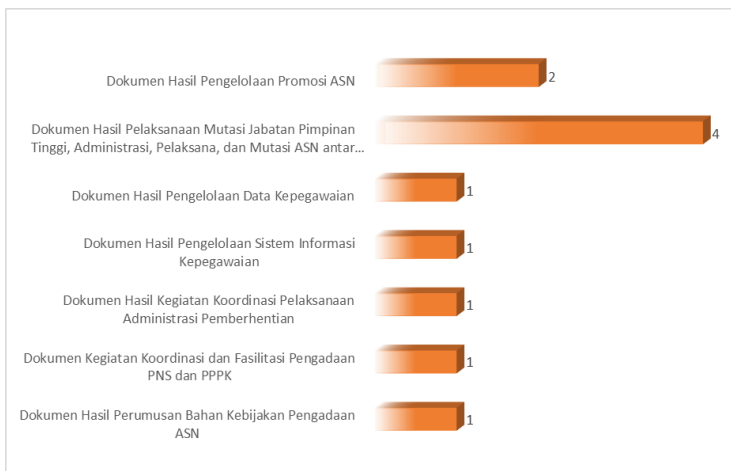 Dokumen Hasil Pengelolaan Promosi ASN
2
Dokumen Hasil Pelaksanaan Mutasi Jabatan Pimpinan
Tinggi, Administrasi, Pelaksana, dan Mutasi ASN antar...
4
Dokumen Hasil Pengelolaan Data Kepegawaian
1
Dokumen Hasil Pengelolaan Sistem Informasi
Kepegawaian
1
Dokumen Hasil Kegiatan Koordinasi Pelaksanaan
Administrasi Pemberhentian
1
Dokumen Kegiatan Koordinasi dan Fasilitasi Pengadaan
PNS dan PPPK
1
Dokumen Hasil Perumusan Bahan Kebijakan Pengadaan
ASN
1